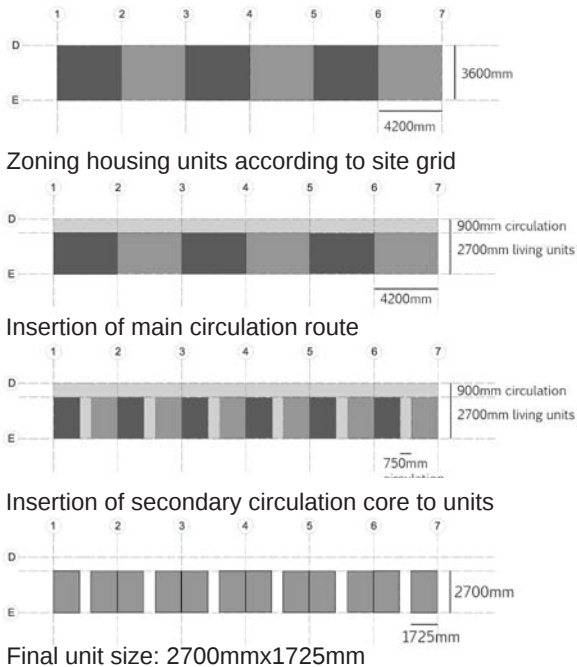 1 2 3 4 5 6 7
D
3600mm
E
4200mm
Zoning housing units according to site grid
1 2 3 4 5 6 7
D
900mm circulation
2700mm living units
E
4200mm
Insertion of main circulation route
1 2 3 4 5 6 7
D
900mm circulation
2700mm living units
E
750mm
circulation
Insertion of secondary circulation core to units
1 2 3 4 5 6 7
D
2700mm
E
1725mm
Final unit size: 2700mmx1725mm